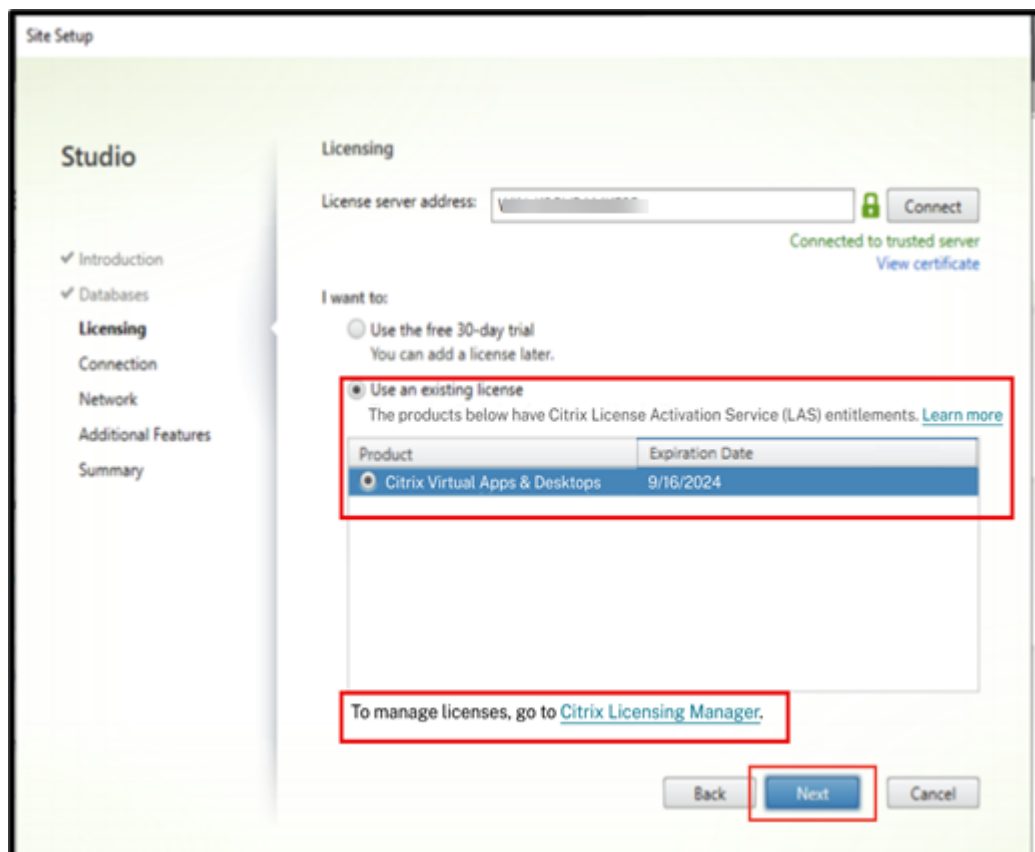 Site Setup
Studio
✓ Introduction
✓ Databases
Licensing
Connection
Network
Additional Features
Summary
Licensing
License server address:
Connect
Connected to trusted server
View certificate
I want to:
Use the free 30-day trial
You can add a license later.
Use an existing license
The products below have Citrix License Activation Service (LAS) entitlements. Learn more
Product Expiration Date
Citrix Virtual Apps & Desktops 9/16/2024
To manage licenses, go to Citrix Licensing Manager.
Back Next Cancel